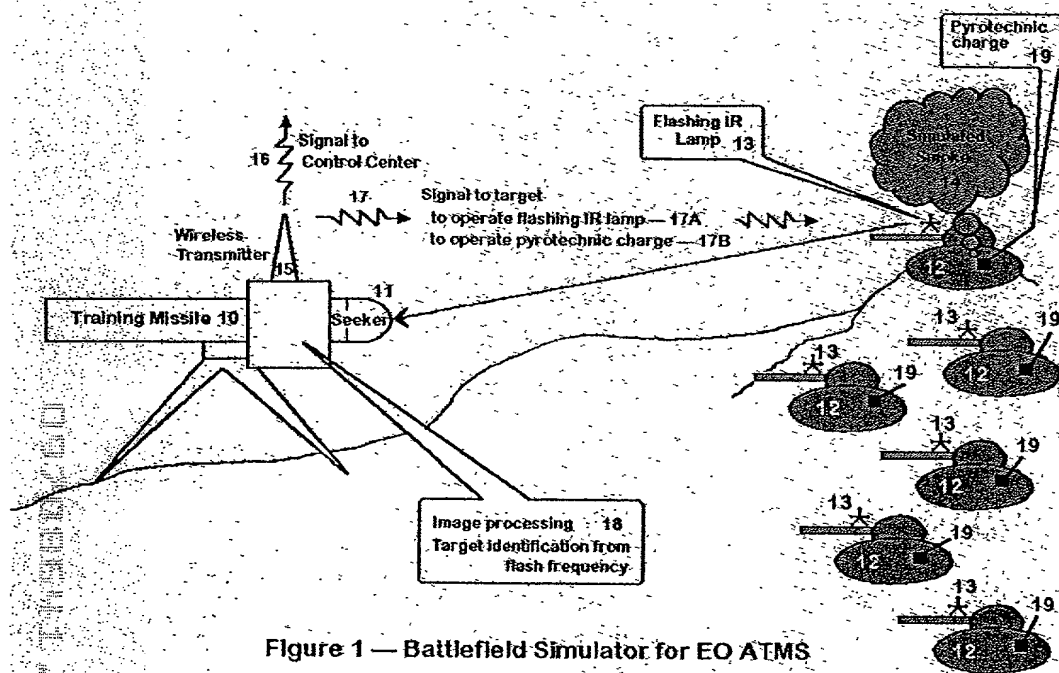 Pyrotechnic
charge 19
Flashing IR
Lamp 13
Simulated
Smoke
14
Signal to
Control Center
16
17
Signal to target
to operate flashing IR lamp — 17A
to operate pyrotechnic charge — 17B
Wireless
Transmitter
15
11
Training Missile 10
Seeker
12
13
19
12
13
19
12
13
19
12
13
19
12
13
19
12
Image processing 18
Target identification from
flash frequency
Figure 1 — Battlefield Simulator for EO ATMS